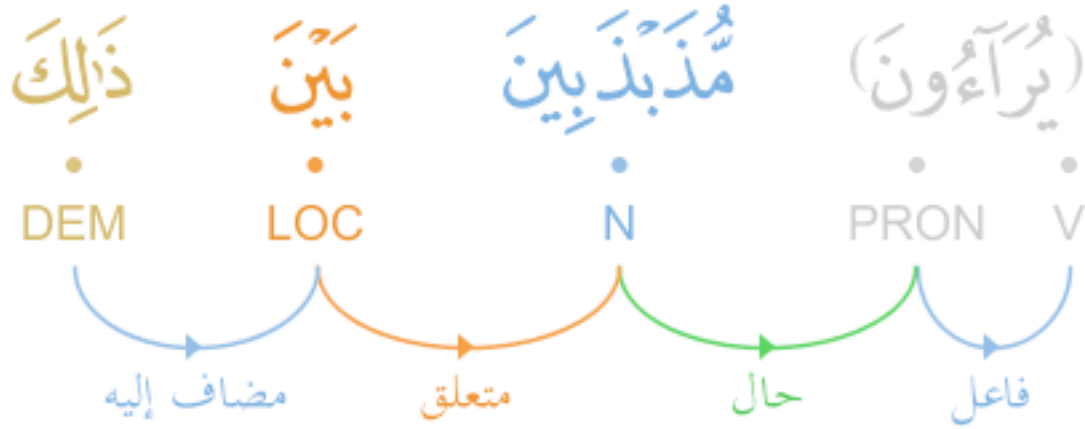 (يُرَآءُونَ) مُّذَبْذَبِينَ بَيْنَ ذَٰلِكَ
V PRON N LOC DEM
فاعل حال متعلق مضاف إليه